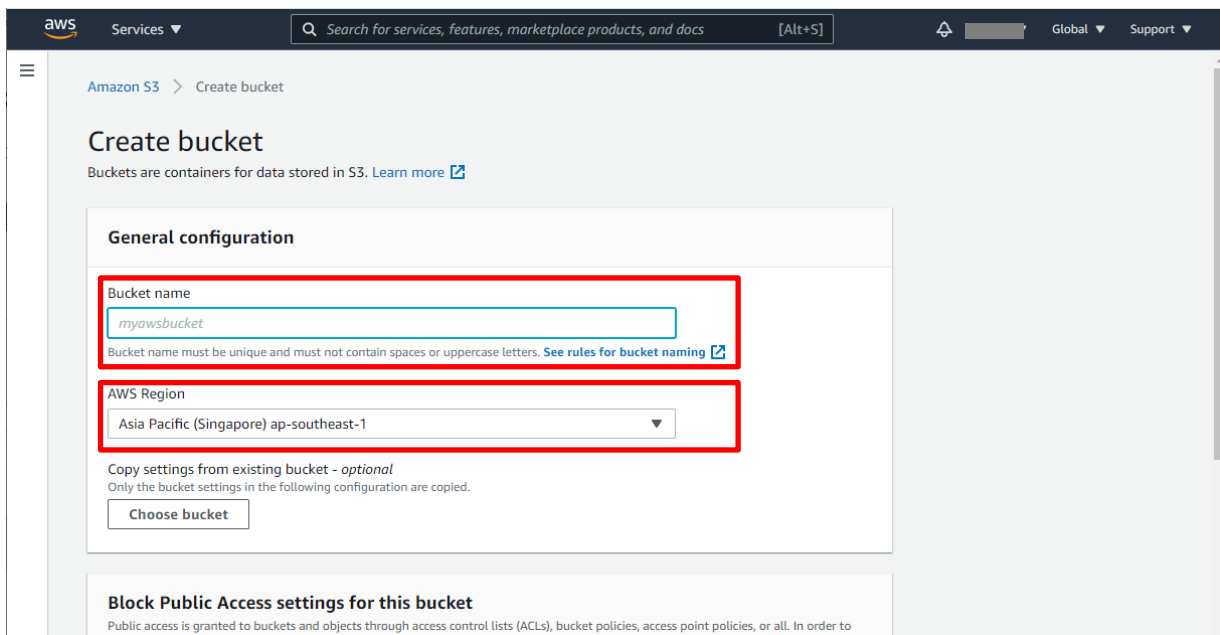 aws Services ▼ Search for services, features, marketplace products, and docs [Alt+S] Global ▼ Support ▼
Amazon S3 > Create bucket
Create bucket
Buckets are containers for data stored in S3. Learn more
General configuration
Bucket name
myawsbucket
Bucket name must be unique and must not contain spaces or uppercase letters. See rules for bucket naming
AWS Region
Asia Pacific (Singapore) ap-southeast-1
Copy settings from existing bucket - optional
Only the bucket settings in the following configuration are copied.
Choose bucket
Block Public Access settings for this bucket
Public access is granted to buckets and objects through access control lists (ACLs), bucket policies, access point policies, or all. In order to